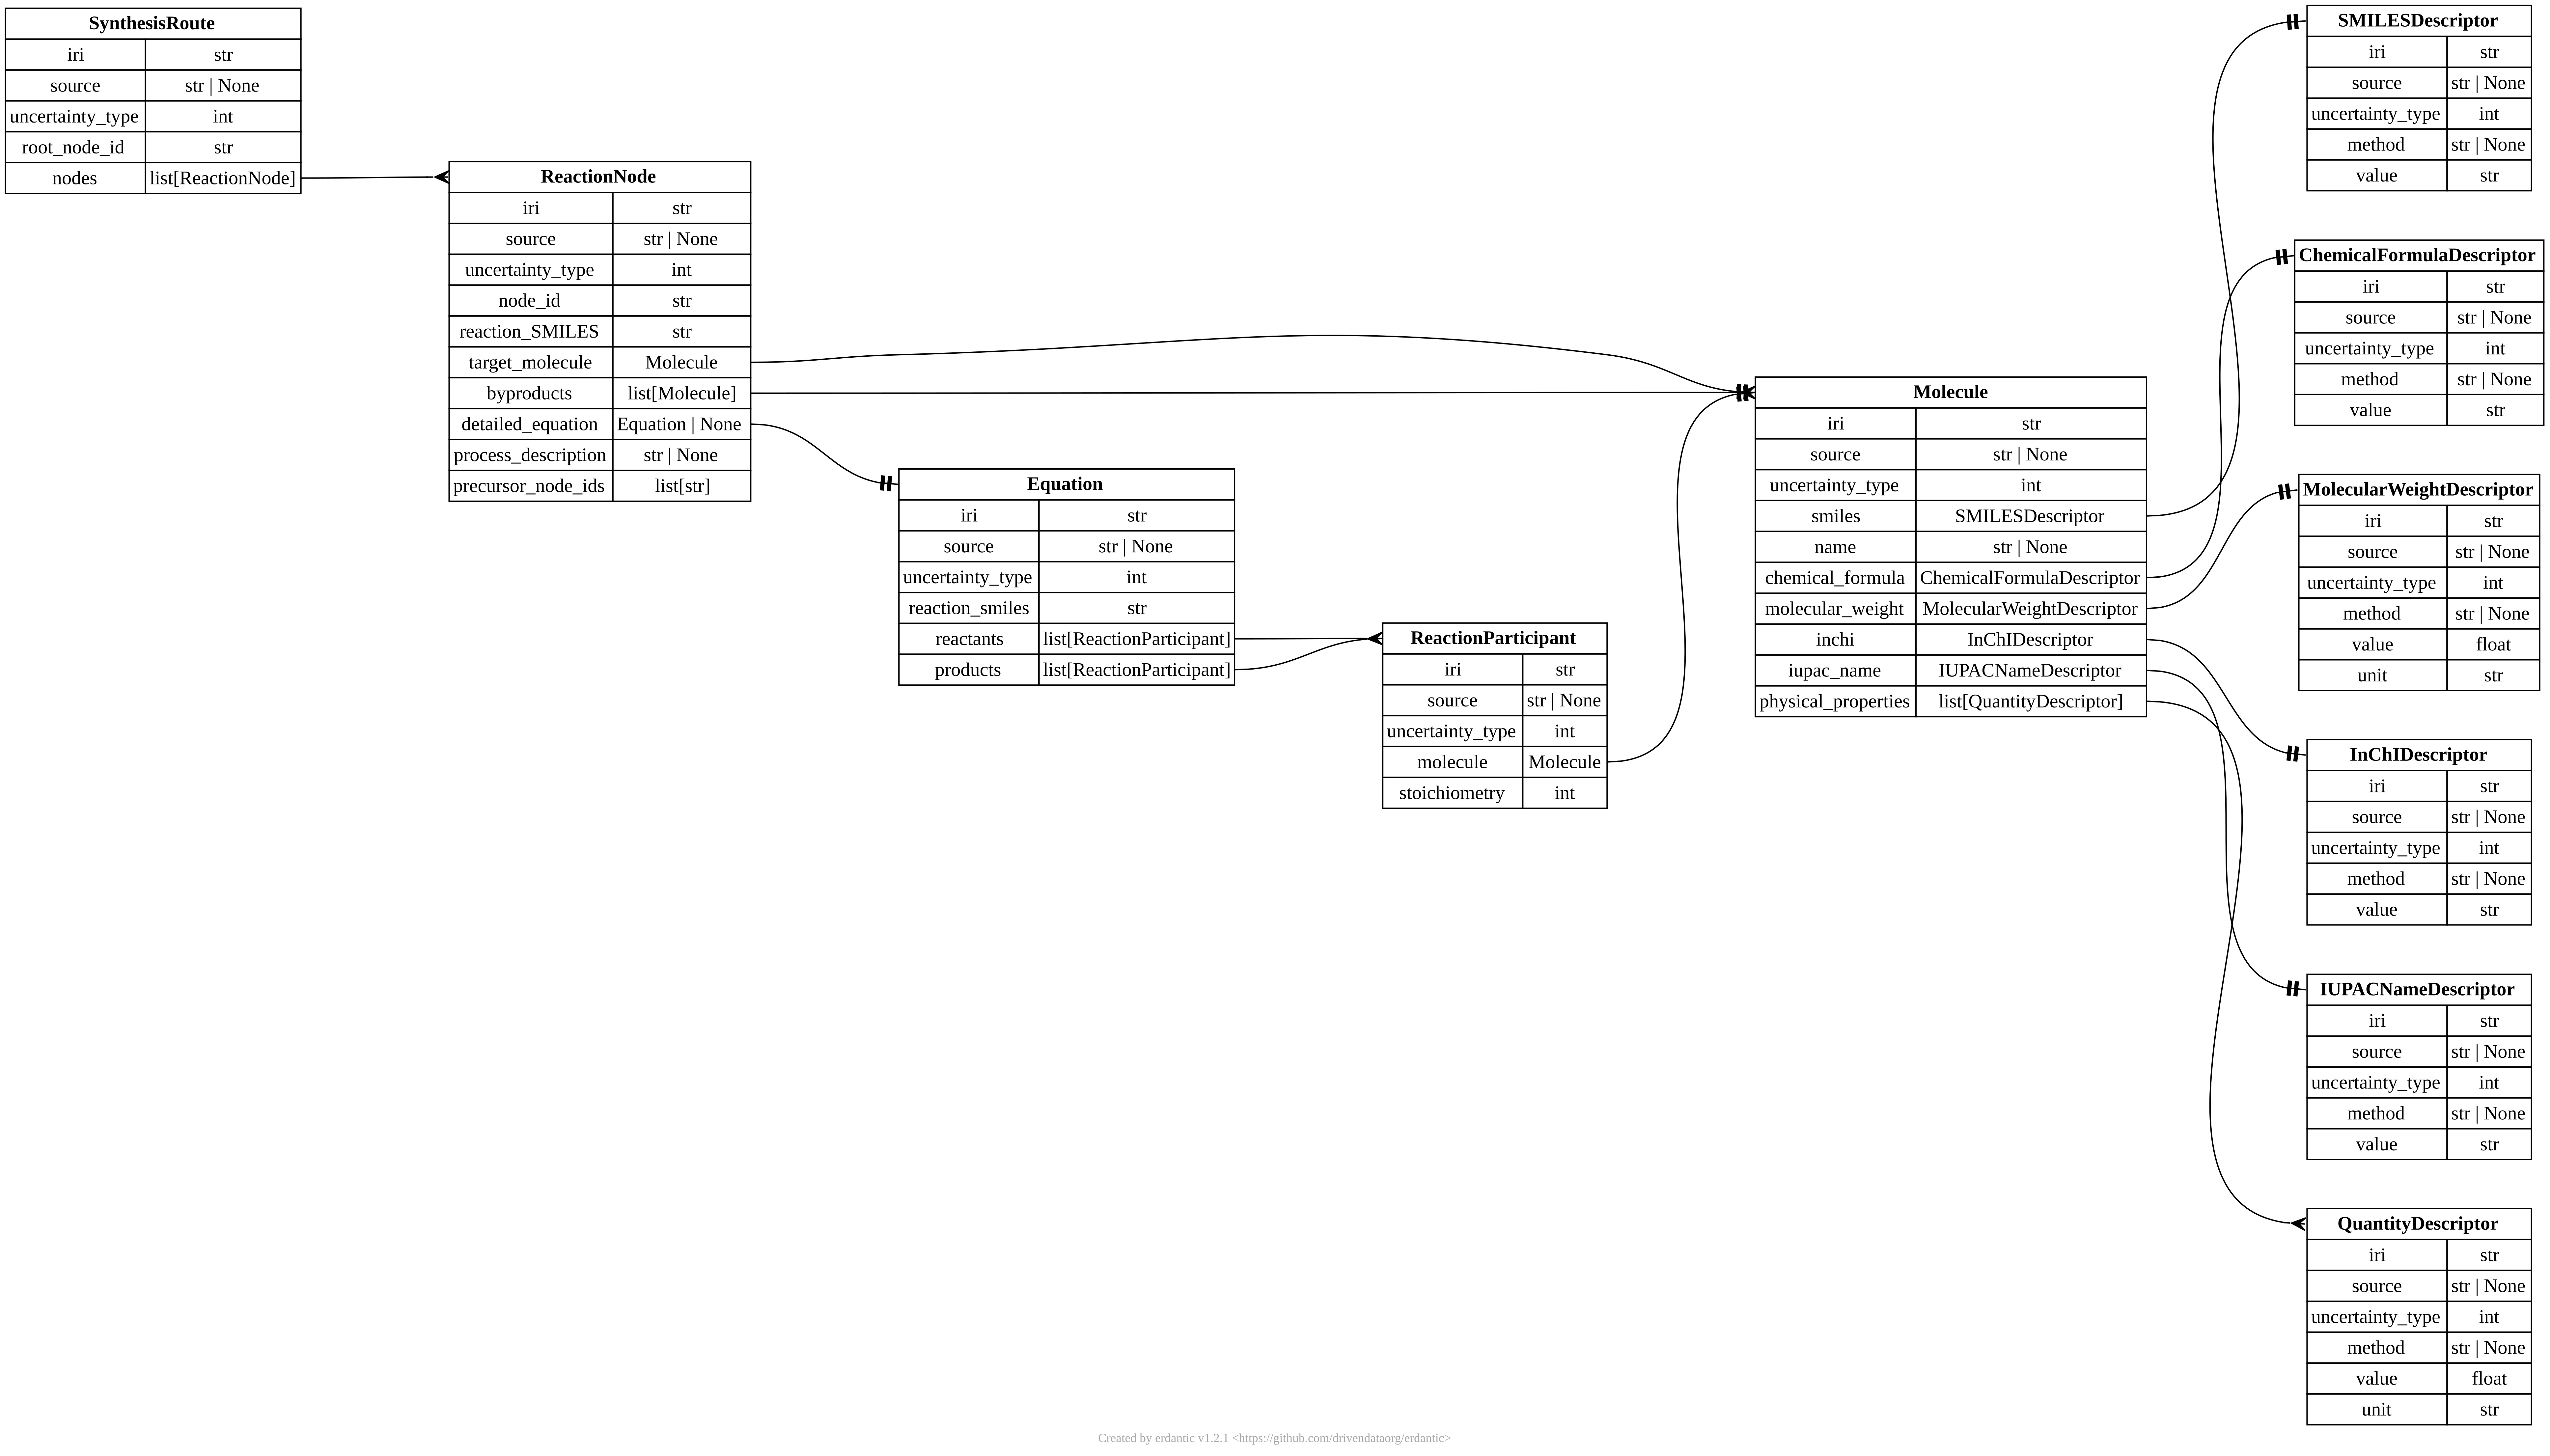 SynthesisRoute
iri str
source str | None
uncertainty_type int
root_node_id str
nodes list[ReactionNode]
ReactionNode
iri str
source str | None
uncertainty_type int
node_id str
reaction_SMILES str
target_molecule Molecule
byproducts list[Molecule]
detailed_equation Equation | None
process_description str | None
precursor_node_ids list[str]
Equation
iri str
source str | None
uncertainty_type int
reaction_smiles str
reactants list[ReactionParticipant]
products list[ReactionParticipant]
ReactionParticipant
iri str
source str | None
uncertainty_type int
molecule Molecule
stoichiometry int
Molecule
iri str
source str | None
uncertainty_type int
smiles SMILESDescriptor
name str | None
chemical_formula ChemicalFormulaDescriptor
molecular_weight MolecularWeightDescriptor
inchi InChIDescriptor
iupac_name IUPACNameDescriptor
physical_properties list[QuantityDescriptor]
SMILESDescriptor
iri str
source str | None
uncertainty_type int
method str | None
value str
ChemicalFormulaDescriptor
iri str
source str | None
uncertainty_type int
method str | None
value str
MolecularWeightDescriptor
iri str
source str | None
uncertainty_type int
method str | None
value float
unit str
InChIDescriptor
iri str
source str | None
uncertainty_type int
method str | None
value str
IUPACNameDescriptor
iri str
source str | None
uncertainty_type int
method str | None
value str
QuantityDescriptor
iri str
source str | None
uncertainty_type int
method str | None
value float
unit str
Created by erdantic v1.2.1 <https://github.com/drivendataorg/erdantic>